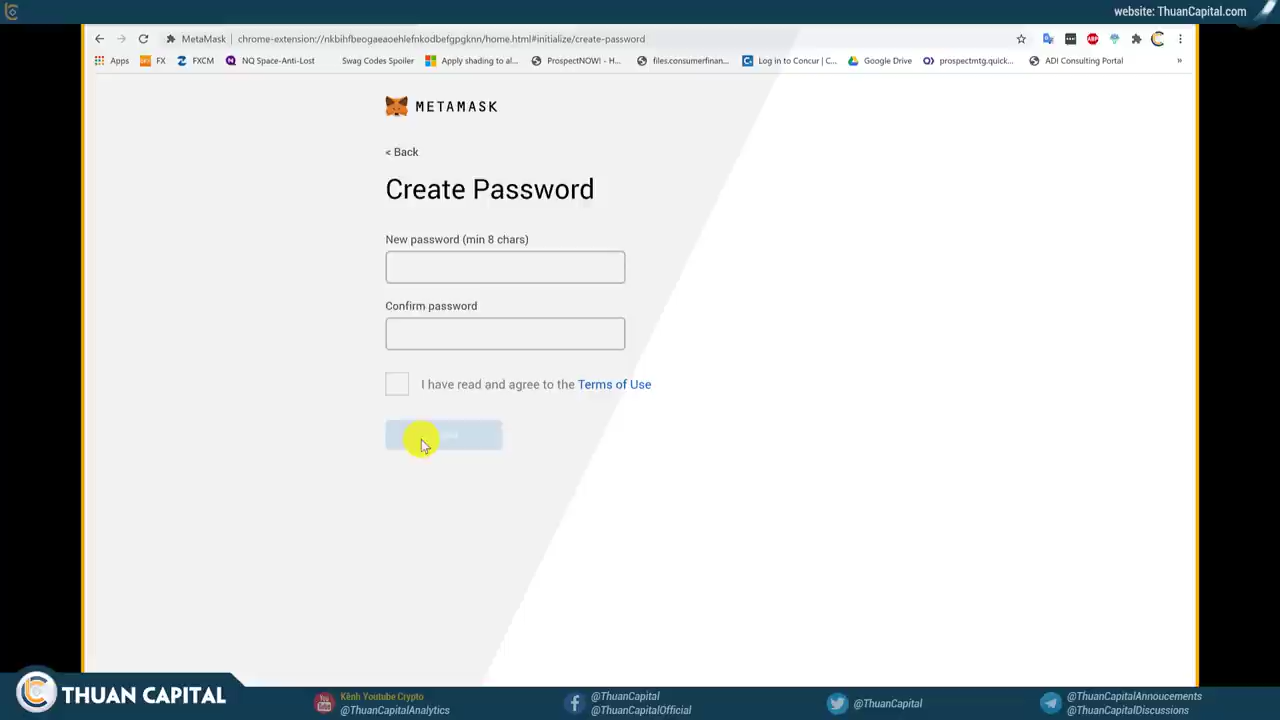 website: ThuanCapital.com
MetaMask
chrome-extension://nkbihfbeogaeaoehlefnkodbefgpgknn/home.html#initialize/create-password
Apps
FX
FXCM
NQ Space-Anti-Lost
Swag Codes Spoiler
Apply shading to al...
ProspectNOW! - H...
files.consumerfinan...
Log in to Concur | C...
Google Drive
prospectmtg.quick...
ADI Consulting Portal
»
ABP
METAMASK
< Back
Create Password
New password (min 8 chars)
Confirm password
I have read and agree to the Terms of Use
THUAN CAPITAL
Kênh Youtube Crypto
@ThuanCapitalAnalytics
@ThuanCapital
@ThuanCapitalOfficial
@ThuanCapital
@ThuanCapitalAnnoucements
@ThuanCapitalDiscussions